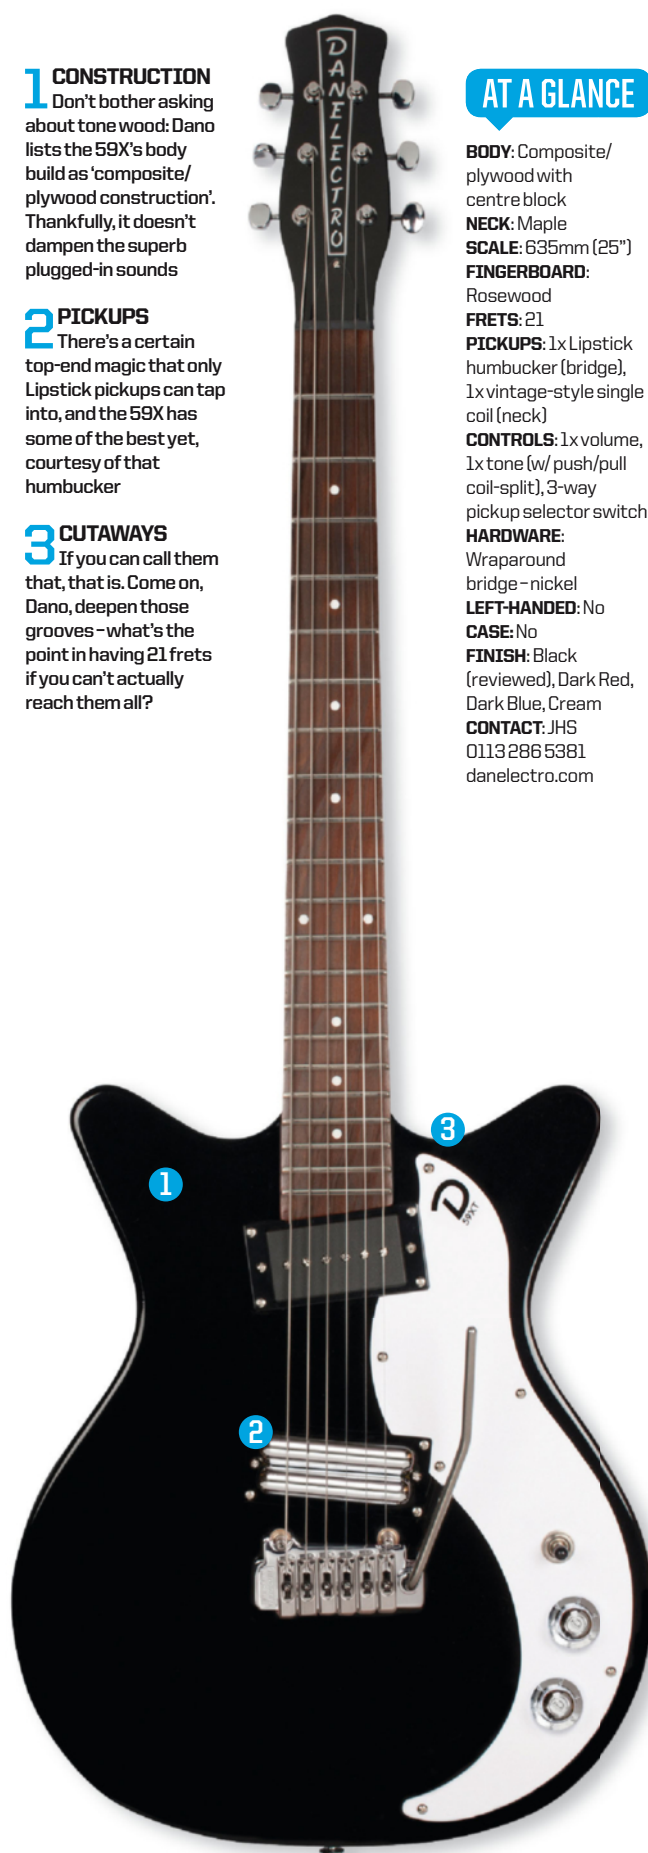 1 CONSTRUCTION
Don't bother asking
about tone wood: Dano
lists the 59X's body
build as 'composite/
plywood construction'.
Thankfully, it doesn't
dampen the superb
plugged-in sounds
2 PICKUPS
There's a certain
top-end magic that only
Lipstick pickups can tap
into, and the 59X has
some of the best yet,
courtesy of that
humbucker
3 CUTAWAYS
If you can call them
that, that is. Come on,
Dano, deepen those
grooves – what's the
point in having 21 frets
if you can't actually
reach them all?
DANELECTRO
AT A GLANCE
BODY: Composite/
plywood with
centre block
NECK: Maple
SCALE: 635mm (25")
FINGERBOARD:
Rosewood
FRETS: 21
PICKUPS: 1x Lipstick
humbucker (bridge),
1x vintage-style single
coil (neck)
CONTROLS: 1x volume,
1x tone (w/ push/pull
coil-split), 3-way
pickup selector switch
HARDWARE:
Wraparound
bridge – nickel
LEFT-HANDED: No
CASE: No
FINISH: Black
(reviewed), Dark Red,
Dark Blue, Cream
CONTACT: JHS
0113 286 5381
danelectro.com
3
1
D
59XT
2